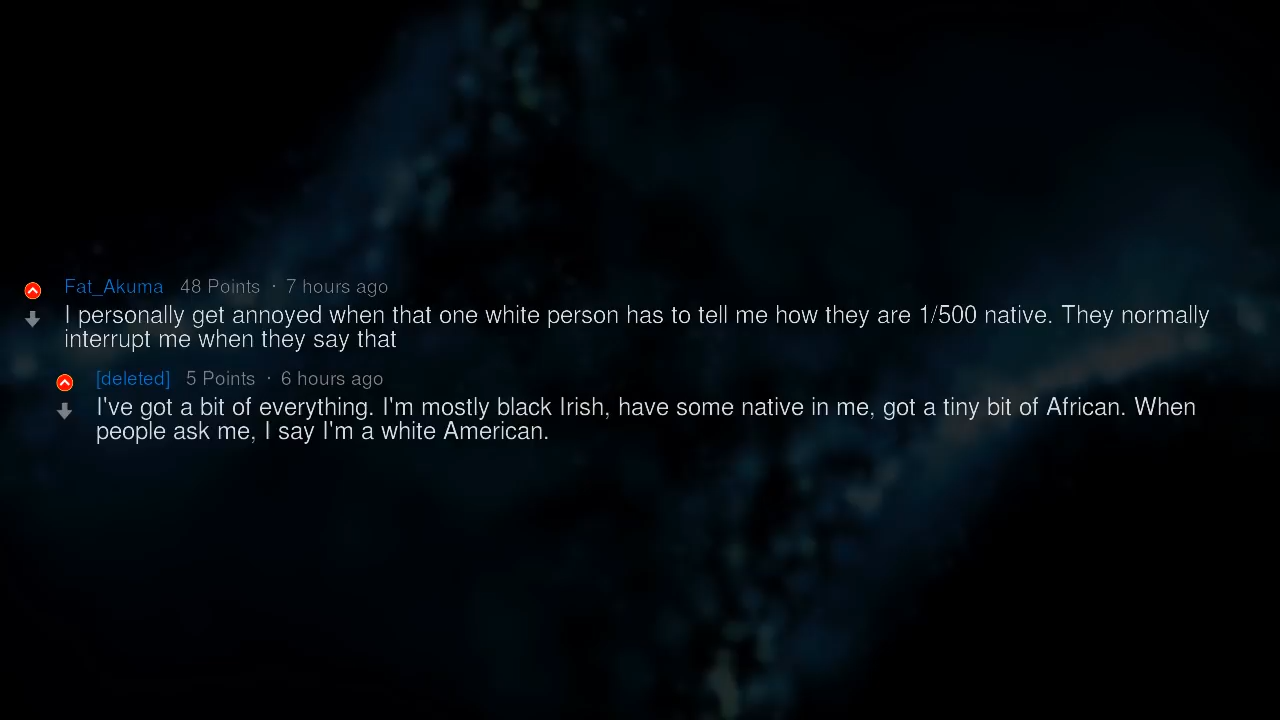 Fat_Akuma 48 Points · 7 hours ago
I personally get annoyed when that one white person has to tell me how they are 1/500 native. They normally
interrupt me when they say that
[deleted] 5 Points · 6 hours ago
I've got a bit of everything. I'm mostly black Irish, have some native in me, got a tiny bit of African. When
people ask me, I say I'm a white American.